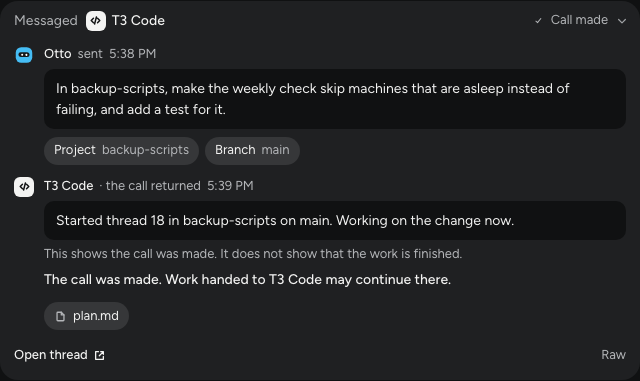 Messaged T3 Code ✓ Call made
Otto sent 5:38 PM
In backup-scripts, make the weekly check skip machines that are asleep instead of
failing, and add a test for it.
Project backup-scripts Branch main
T3 Code · the call returned 5:39 PM
Started thread 18 in backup-scripts on main. Working on the change now.
This shows the call was made. It does not show that the work is finished.
The call was made. Work handed to T3 Code may continue there.
plan.md
Open thread Raw